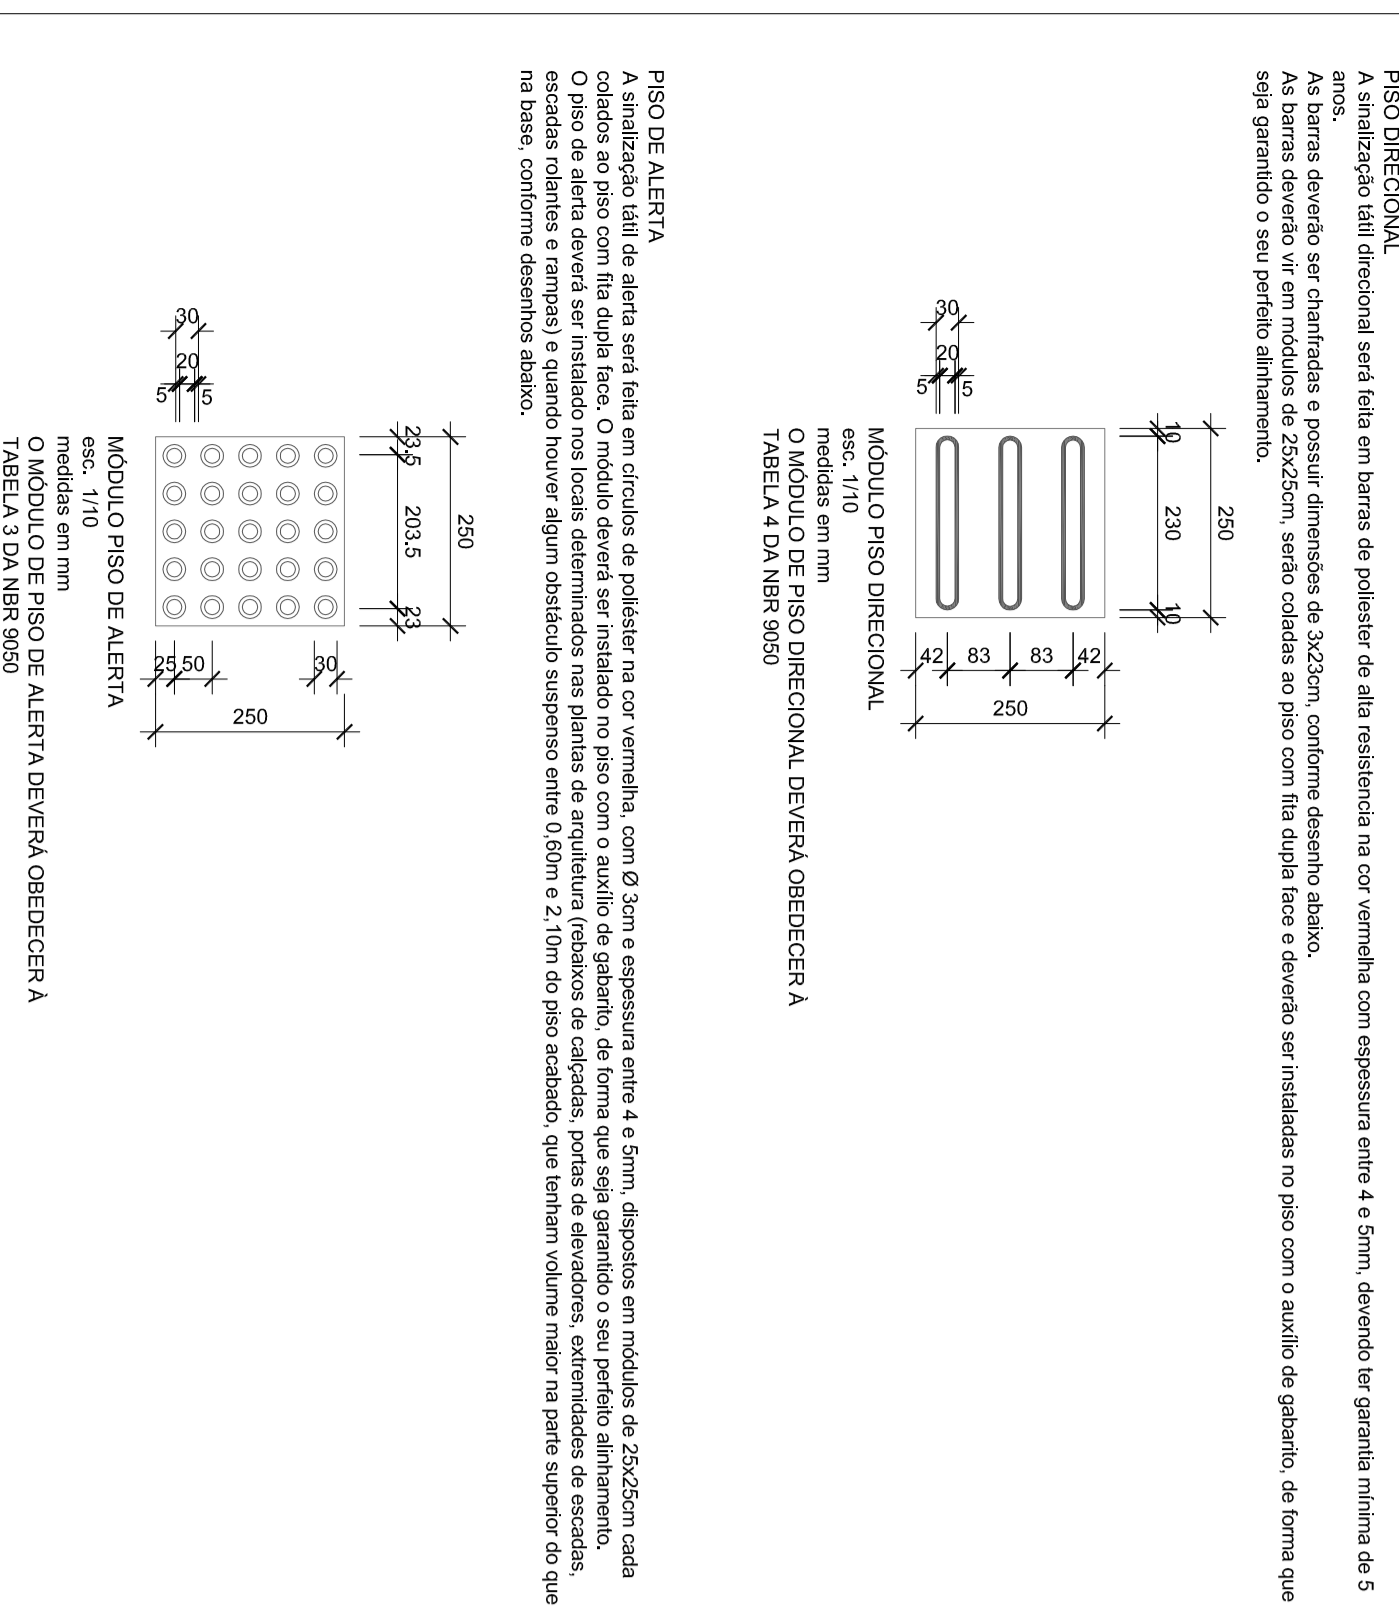 PISO DIRECIONAL
A sinalização tátil direcional será feita em barras de poliester de alta resistencia na cor vermelha com espessura entre 4 e 5mm, devendo ter garantia mínima de 5
anos.
As barras deverão ser chanfradas e possuir dimensões de 3x23cm, conforme desenho abaixo.
As barras deverão vir em módulos de 25x25cm, serão coladas ao piso com fita dupla face e deverão ser instaladas no piso com o auxílio de gabarito, de forma que
seja garantido o seu perfeito alinhamento.
250
10
230
10
30
20
5
5
42
83
83
42
250
MÓDULO PISO DIRECIONAL
esc. 1/10
medidas em mm
O MÓDULO DE PISO DIRECIONAL DEVERÁ OBEDECER À
TABELA 4 DA NBR 9050
PISO DE ALERTA
A sinalização tátil de alerta será feita em círculos de poliéster na cor vermelha, com Ø 3cm e espessura entre 4 e 5mm, dispostos em módulos de 25x25cm cada
colados ao piso com fita dupla face. O módulo deverá ser instalado no piso com o auxílio de gabarito, de forma que seja garantido o seu perfeito alinhamento.
O piso de alerta deverá ser instalado nos locais determinados nas plantas de arquitetura (rebaixos de calçadas, portas de elevadores, extremidades de escadas,
escadas rolantes e rampas) e quando houver algum obstáculo suspenso entre 0,60m e 2,10m do piso acabado, que tenham volume maior na parte superior do que
na base, conforme desenhos abaixo.
250
23.5
203.5
23
30
20
5
5
25
50
30
250
MÓDULO PISO DE ALERTA
esc. 1/10
medidas em mm
O MÓDULO DE PISO DE ALERTA DEVERÁ OBEDECER À
TABELA 3 DA NBR 9050